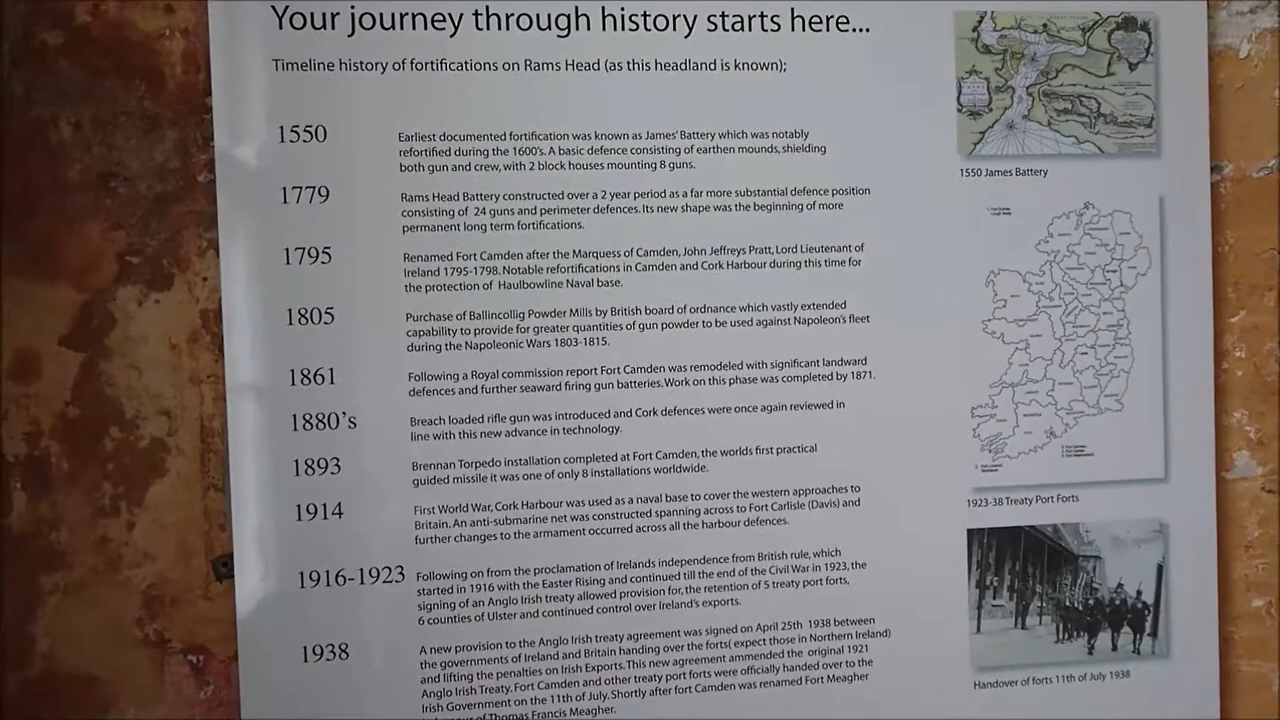 Your journey through history starts here...
Timeline history of fortifications on Rams Head (as this headland is known);
1550
Earliest documented fortification was known as James' Battery which was notably
refortified during the 1600's. A basic defence consisting of earthen mounds, shielding
both gun and crew, with 2 block houses mounting 8 guns.
1779
Rams Head Battery constructed over a 2 year period as a far more substantial defence position
consisting of 24 guns and perimeter defences. Its new shape was the beginning of more
permanent long term fortifications.
1795
Renamed Fort Camden after the Marquess of Camden, John Jeffreys Pratt, Lord Lieutenant of
Ireland 1795-1798. Notable refortifications in Camden and Cork Harbour during this time for
the protection of Haulbowline Naval base.
1805
Purchase of Ballincollig Powder Mills by British board of ordnance which vastly extended
capability to provide for greater quantities of gun powder to be used against Napoleon's fleet
during the Napoleonic Wars 1803-1815.
1861
Following a Royal commission report Fort Camden was remodeled with significant landward
defences and further seaward firing gun batteries. Work on this phase was completed by 1871.
1880's
Breach loaded rifle gun was introduced and Cork defences were once again reviewed in
line with this new advance in technology.
1893
Brennan Torpedo installation completed at Fort Camden, the worlds first practical
guided missile it was one of only 8 installations worldwide.
1914
First World War, Cork Harbour was used as a naval base to cover the western approaches to
Britain. An anti-submarine net was constructed spanning across to Fort Carlisle (Davis) and
further changes to the armament occurred across all the harbour defences.
1916-1923
Following on from the proclamation of Irelands independence from British rule, which
started in 1916 with the Easter Rising and continued till the end of the Civil War in 1923, the
signing of an Anglo Irish treaty allowed provision for, the retention of 5 treaty port forts,
6 counties of Ulster and continued control over Ireland's exports.
1938
A new provision to the Anglo Irish treaty agreement was signed on April 25th 1938 between
the governments of Ireland and Britain handing over the forts( expect those in Northern Ireland)
and lifting the penalties on Irish Exports. This new agreement ammended the original 1921
Anglo Irish Treaty. Fort Camden and other treaty port forts were officially handed over to the
Irish Government on the 11th of July. Shortly after fort Camden was renamed Fort Meagher
of Thomas Francis Meagher.
1550 James Battery
1923-38 Treaty Port Forts
Handover of forts 11th of July 1938